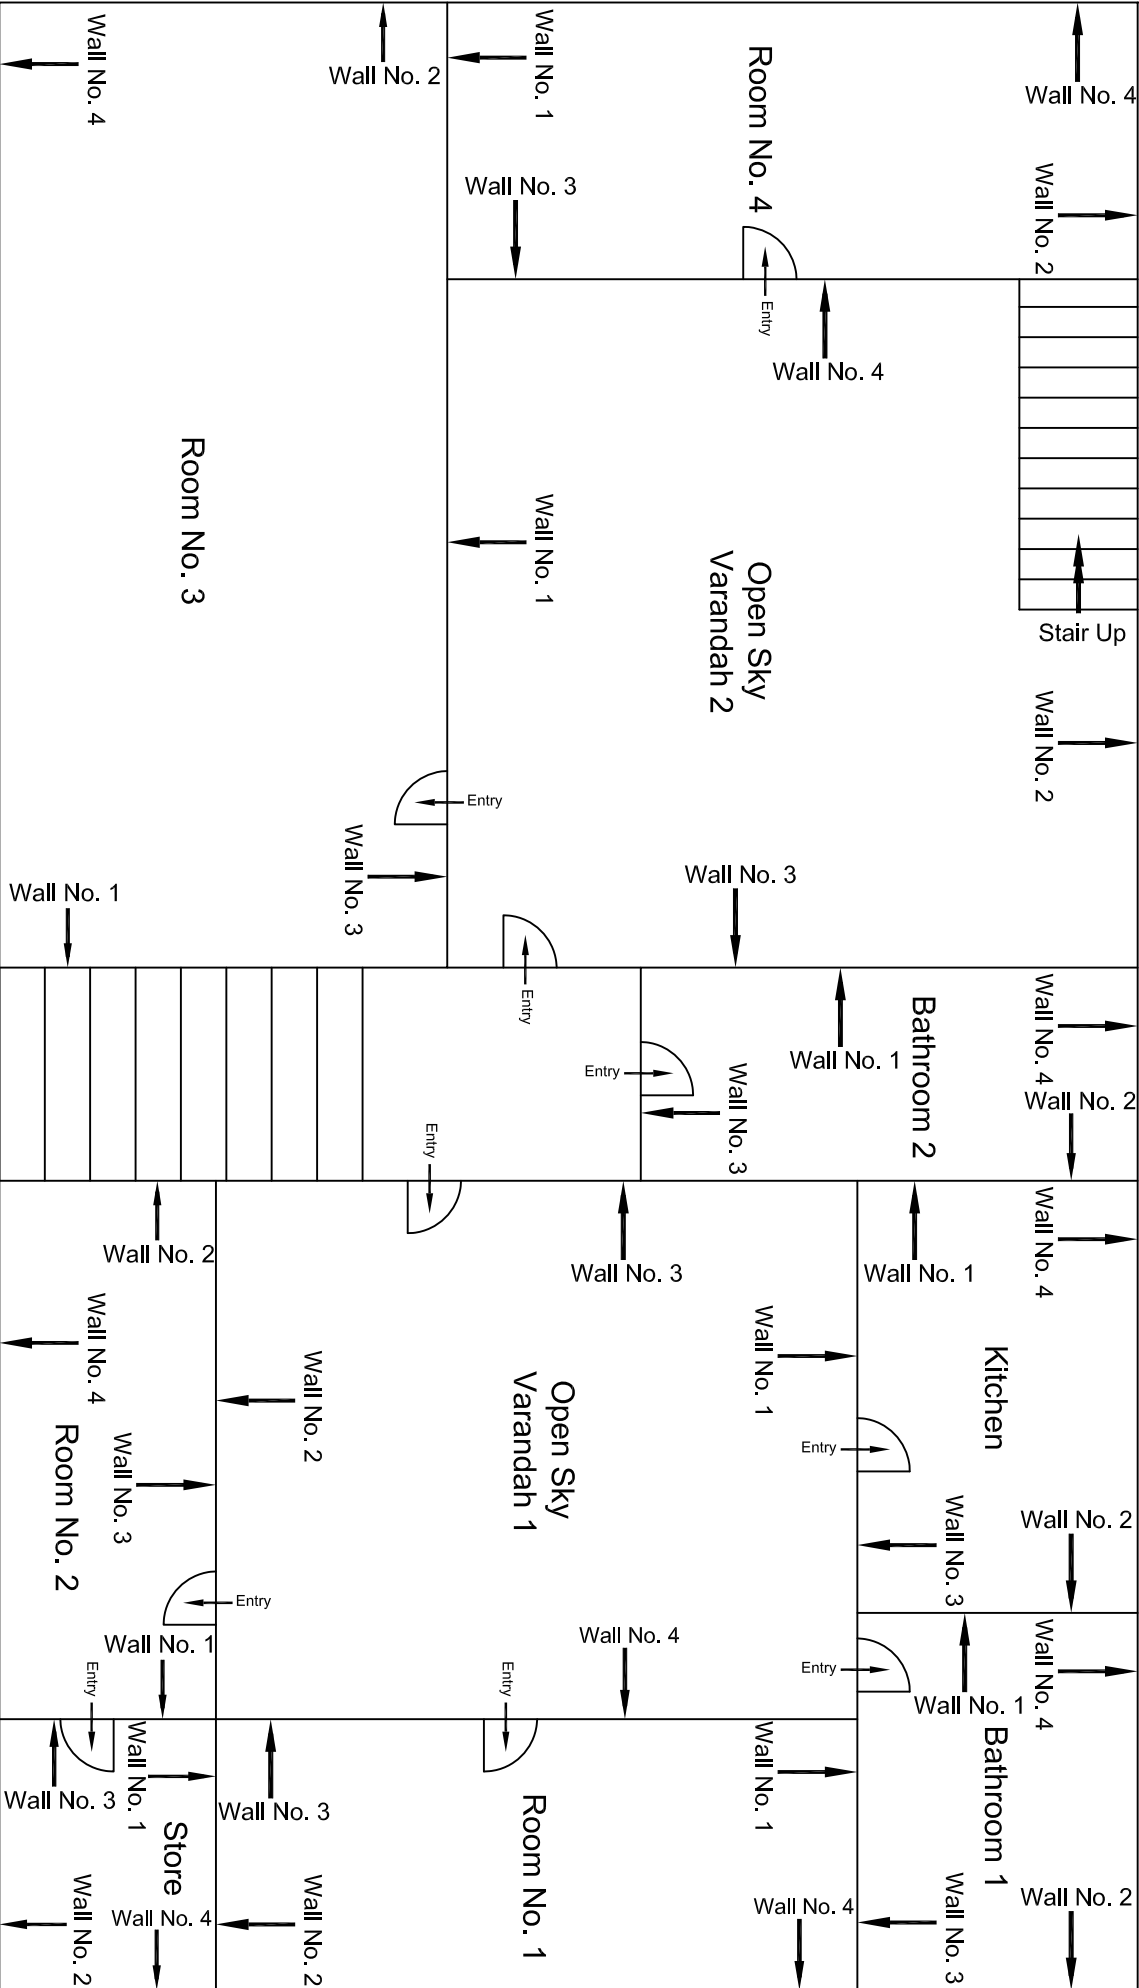 Wall No. 4
Wall No. 2
Wall No. 1
Room No. 4
Wall No. 4
Wall No. 3
Wall No. 2
Entry
Wall No. 4
Room No. 3
Wall No. 1
Open Sky
Varandah 2
Stair Up
Wall No. 2
Entry
Wall No. 3
Wall No. 3
Wall No. 1
Entry
Bathroom 2
Wall No. 4
Wall No. 1
Entry
Wall No. 3
Wall No. 2
Entry
Wall No. 2
Wall No. 3
Wall No. 1
Wall No. 4
Wall No. 4
Wall No. 2
Open Sky
Varandah 1
Wall No. 1
Kitchen
Entry
Room No. 2
Wall No. 3
Wall No. 3
Wall No. 2
Entry
Wall No. 1
Wall No. 4
Entry
Wall No. 1
Wall No. 4
Entry
Entry
Wall No. 3
Wall No. 1
Store
Wall No. 3
Room No. 1
Wall No. 1
Bathroom 1
Wall No. 2
Wall No. 4
Wall No. 2
Wall No. 4
Wall No. 3
Wall No. 2